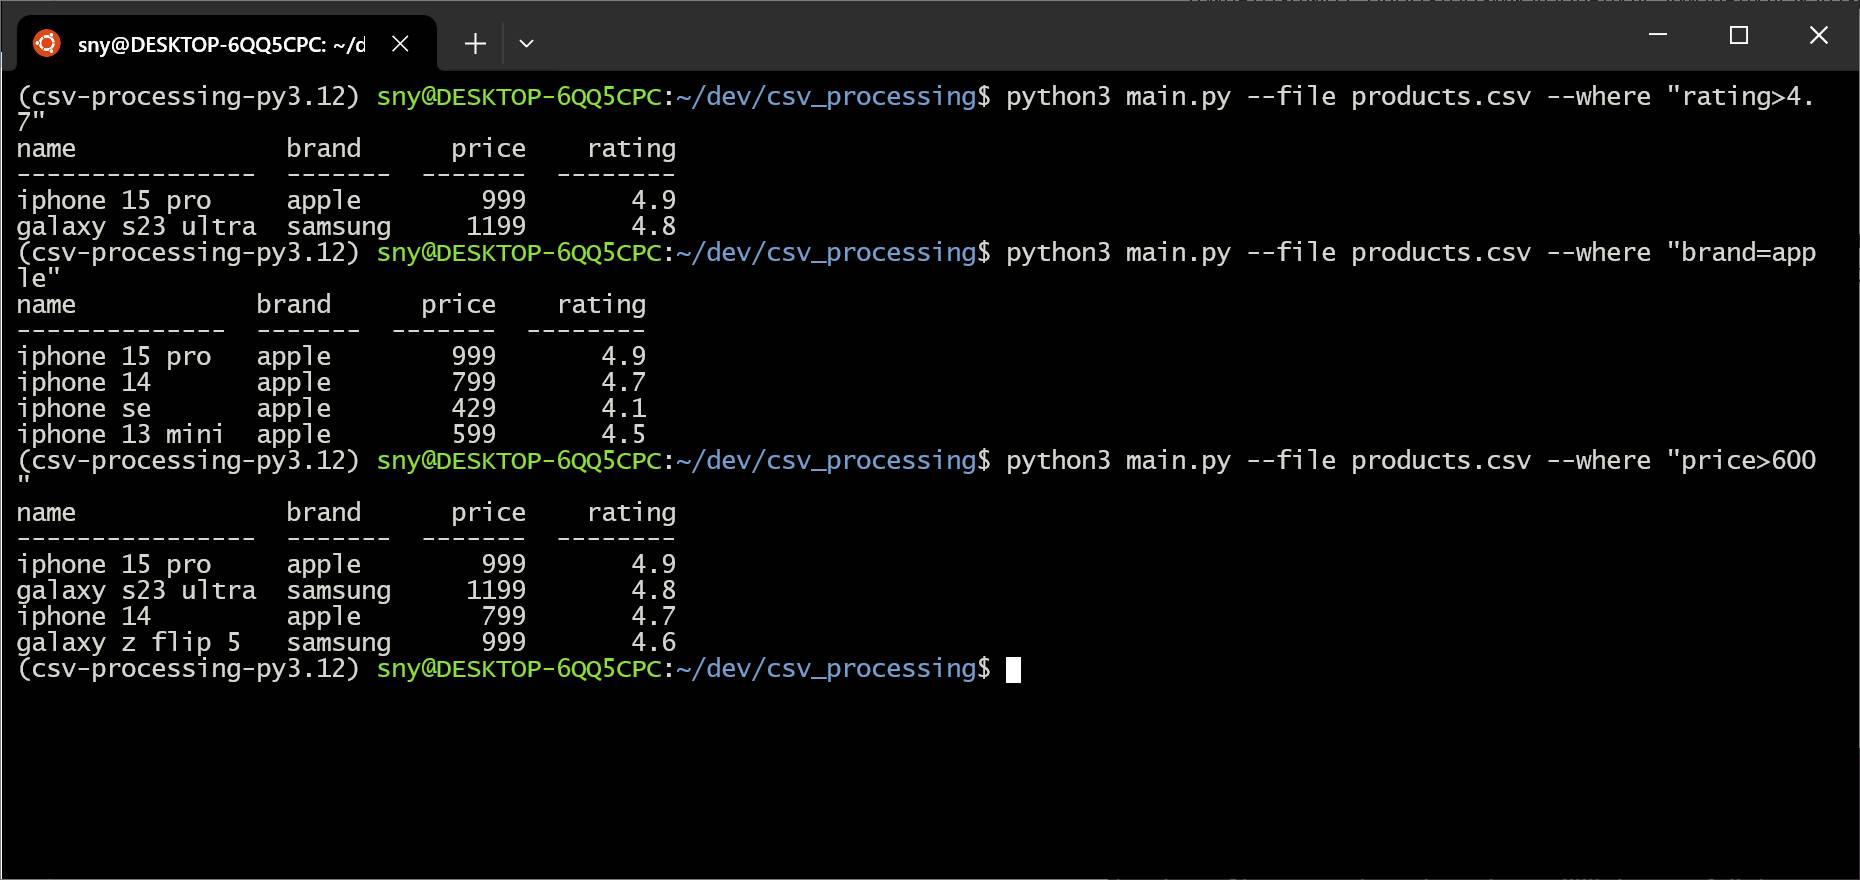 sny@DESKTOP-6QQ5CPC: ~/d
(csv-processing-py3.12) sny@DESKTOP-6QQ5CPC:~/dev/csv_processing$ python3 main.py --file products.csv --where "rating>4.
7"
name              brand      price    rating
----------------  -------  -------  --------
iphone 15 pro     apple        999       4.9
galaxy s23 ultra  samsung     1199       4.8
(csv-processing-py3.12) sny@DESKTOP-6QQ5CPC:~/dev/csv_processing$ python3 main.py --file products.csv --where "brand=app
le"
name            brand      price    rating
--------------  -------  -------  --------
iphone 15 pro   apple        999       4.9
iphone 14       apple        799       4.7
iphone se       apple        429       4.1
iphone 13 mini  apple        599       4.5
(csv-processing-py3.12) sny@DESKTOP-6QQ5CPC:~/dev/csv_processing$ python3 main.py --file products.csv --where "price>600
"
name              brand      price    rating
----------------  -------  -------  --------
iphone 15 pro     apple        999       4.9
galaxy s23 ultra  samsung     1199       4.8
iphone 14         apple        799       4.7
galaxy z flip 5   samsung      999       4.6
(csv-processing-py3.12) sny@DESKTOP-6QQ5CPC:~/dev/csv_processing$